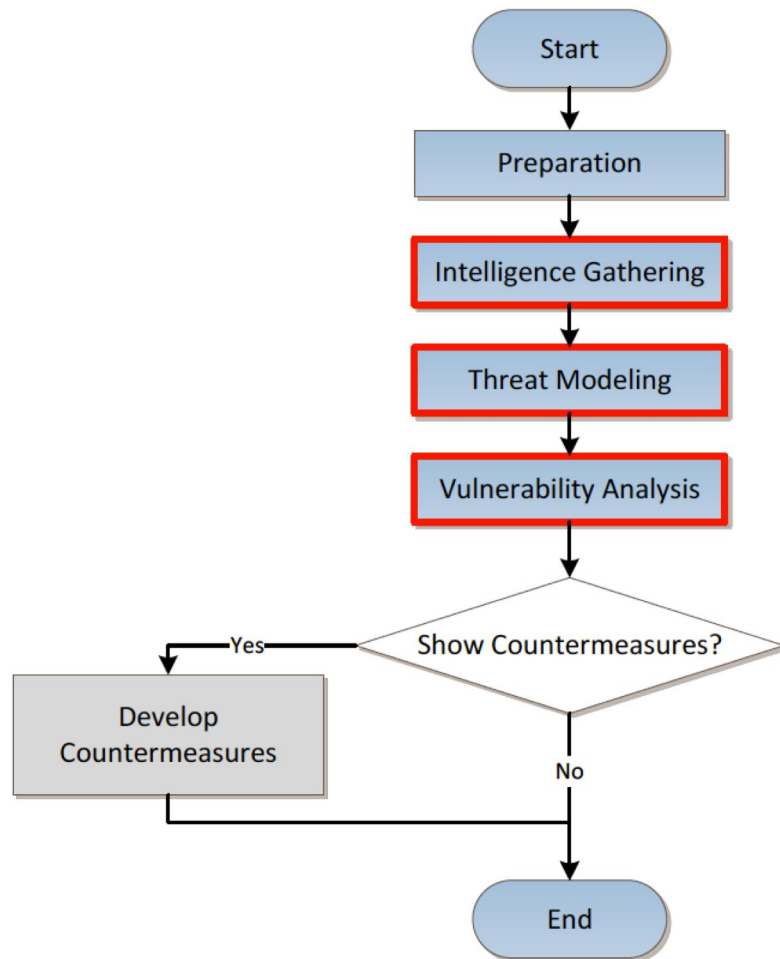 Start
Preparation
Intelligence Gathering
Threat Modeling
Vulnerability Analysis
Show Countermeasures?
Yes
Develop
Countermeasures
No
End